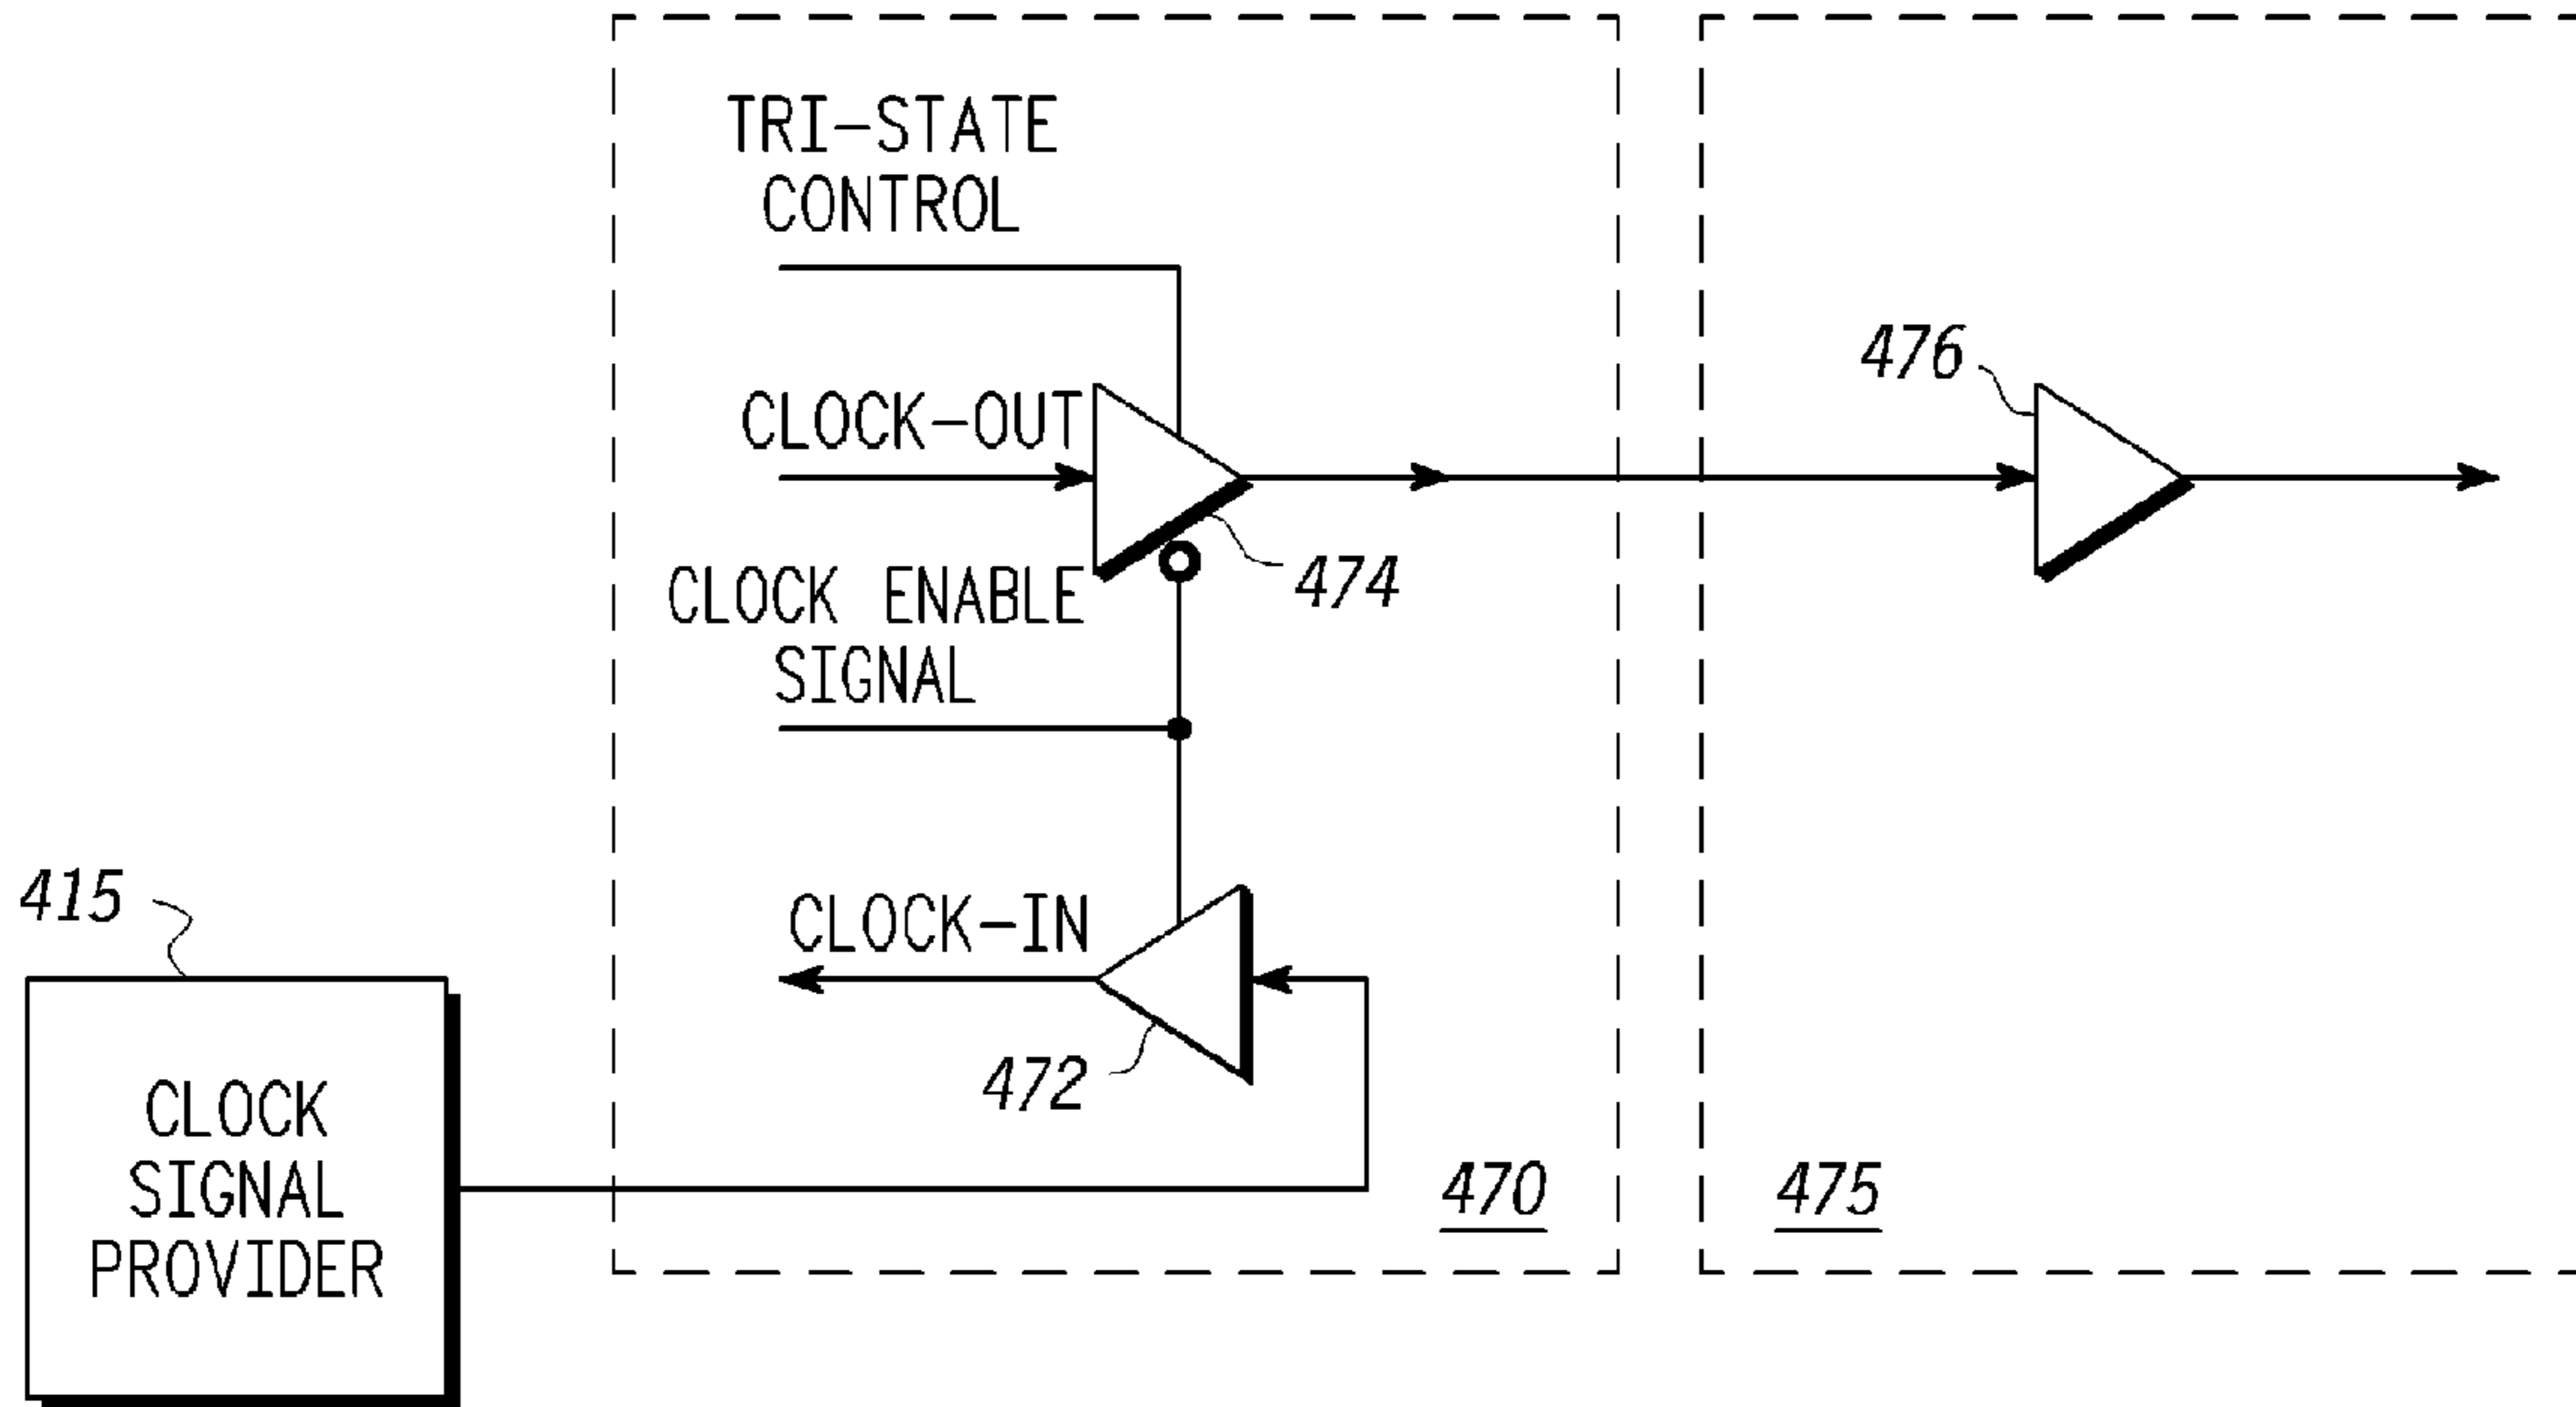 TRI-STATE
CONTROL
CLOCK-OUT
476
474
CLOCK ENABLE
SIGNAL
415
CLOCK-IN
472
CLOCK
SIGNAL
PROVIDER
470
475